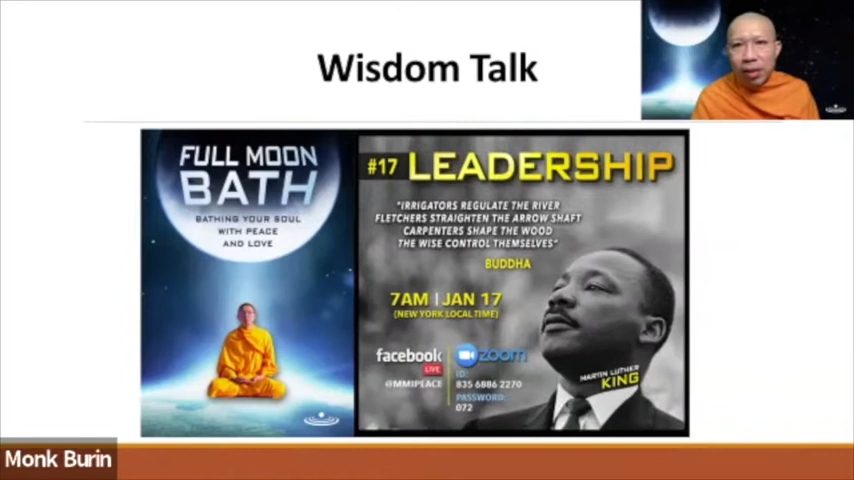 Wisdom Talk
FULL MOON
BATH
BATHING YOUR SOUL
WITH PEACE
AND LOVE
#17 LEADERSHIP
"IRRIGATORS REGULATE THE RIVER
FLETCHERS STRAIGHTEN THE ARROW SHAFT
CARPENTERS SHAPE THE WOOD
THE WISE CONTROL THEMSELVES"
BUDDHA
7AM | JAN 17
(NEW YORK LOCAL TIME)
facebook
LIVE
@MMIPEACE
zoom
ID:
835 6886 2270
PASSWORD:
072
MARTIN LUTHER
KING
Monk Burin